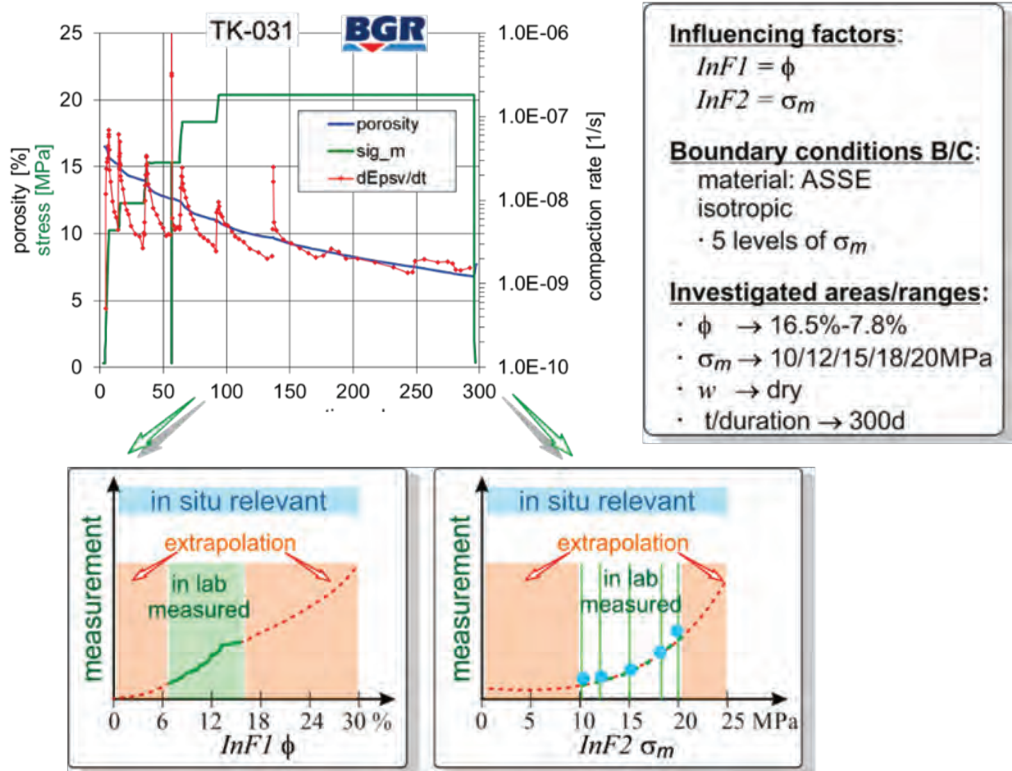 TK-031
BGR
25
20
15
10
5
0
porosity [%]
stress [MPa]
1.0E-06
1.0E-07
1.0E-08
1.0E-09
1.0E-10
compaction rate [1/s]
porosity
sig_m
dEpsv/dt
0 50 100 150 200 250 300
Influencing factors:
InF1 = ϕ
InF2 = σm
Boundary conditions B/C:
material: ASSE
isotropic
· 5 levels of σm
Investigated areas/ranges:
· ϕ → 16.5%-7.8%
· σm → 10/12/15/18/20MPa
· w → dry
· t/duration → 300d
measurement
in situ relevant
extrapolation
in lab
measured
0 6 12 18 24 30 %
InF1 ϕ
measurement
in situ relevant
extrapolation
in lab
measured
0 5 10 15 20 25 MPa
InF2 σm